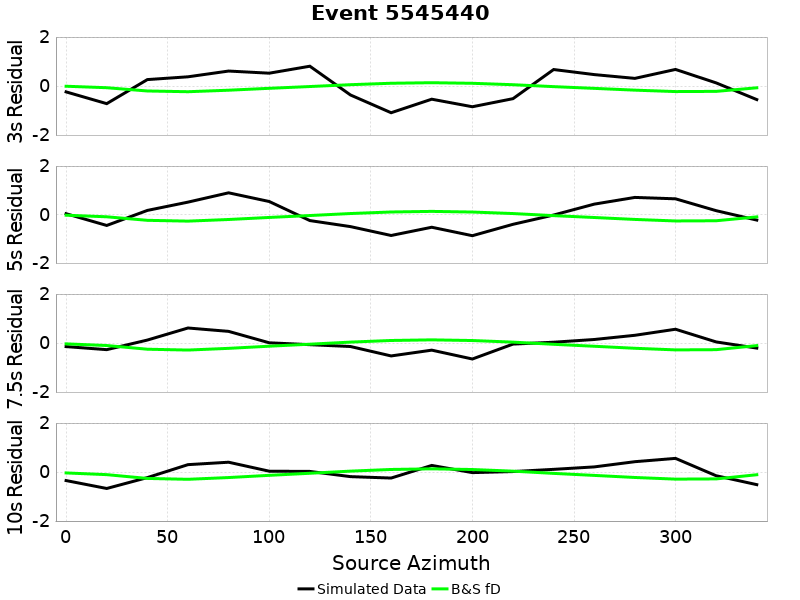 Event 5545440
3s Residual
2
0
-2
5s Residual
2
0
-2
7.5s Residual
2
0
-2
10s Residual
2
0
-2
0 50 100 150 200 250 300
Source Azimuth
Simulated Data B&S fD